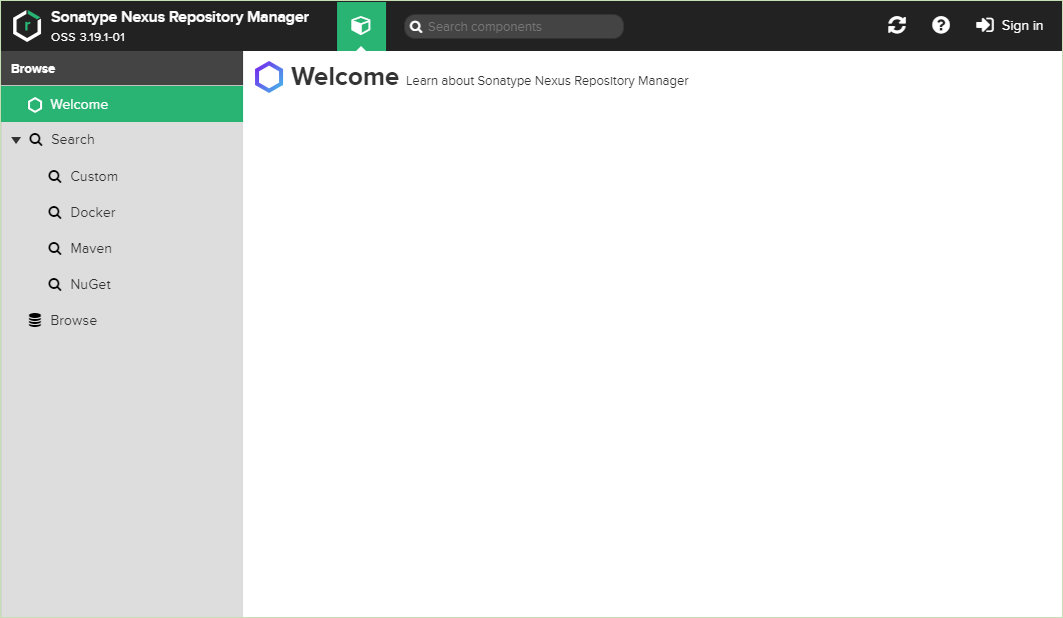 Sonatype Nexus Repository Manager
OSS 3.19.1-01
Search components
Sign in
Browse
Welcome
Search
Custom
Docker
Maven
NuGet
Browse
Welcome Learn about Sonatype Nexus Repository Manager